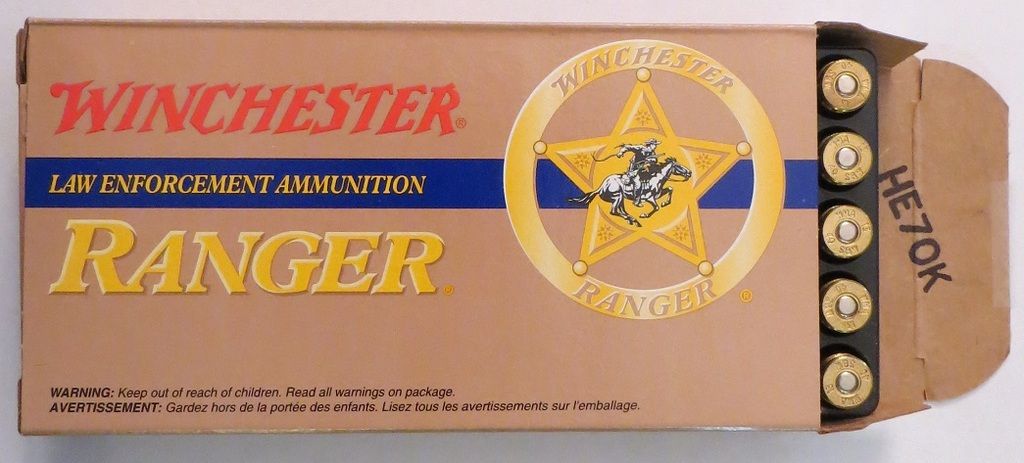 WINCHESTER®
LAW ENFORCEMENT AMMUNITION
RANGER®
WINCHESTER
RANGER®
WARNING: Keep out of reach of children. Read all warnings on package.
AVERTISSEMENT: Gardez hors de la portée des enfants. Lisez tous les avertissements sur l'emballage.
HE70K